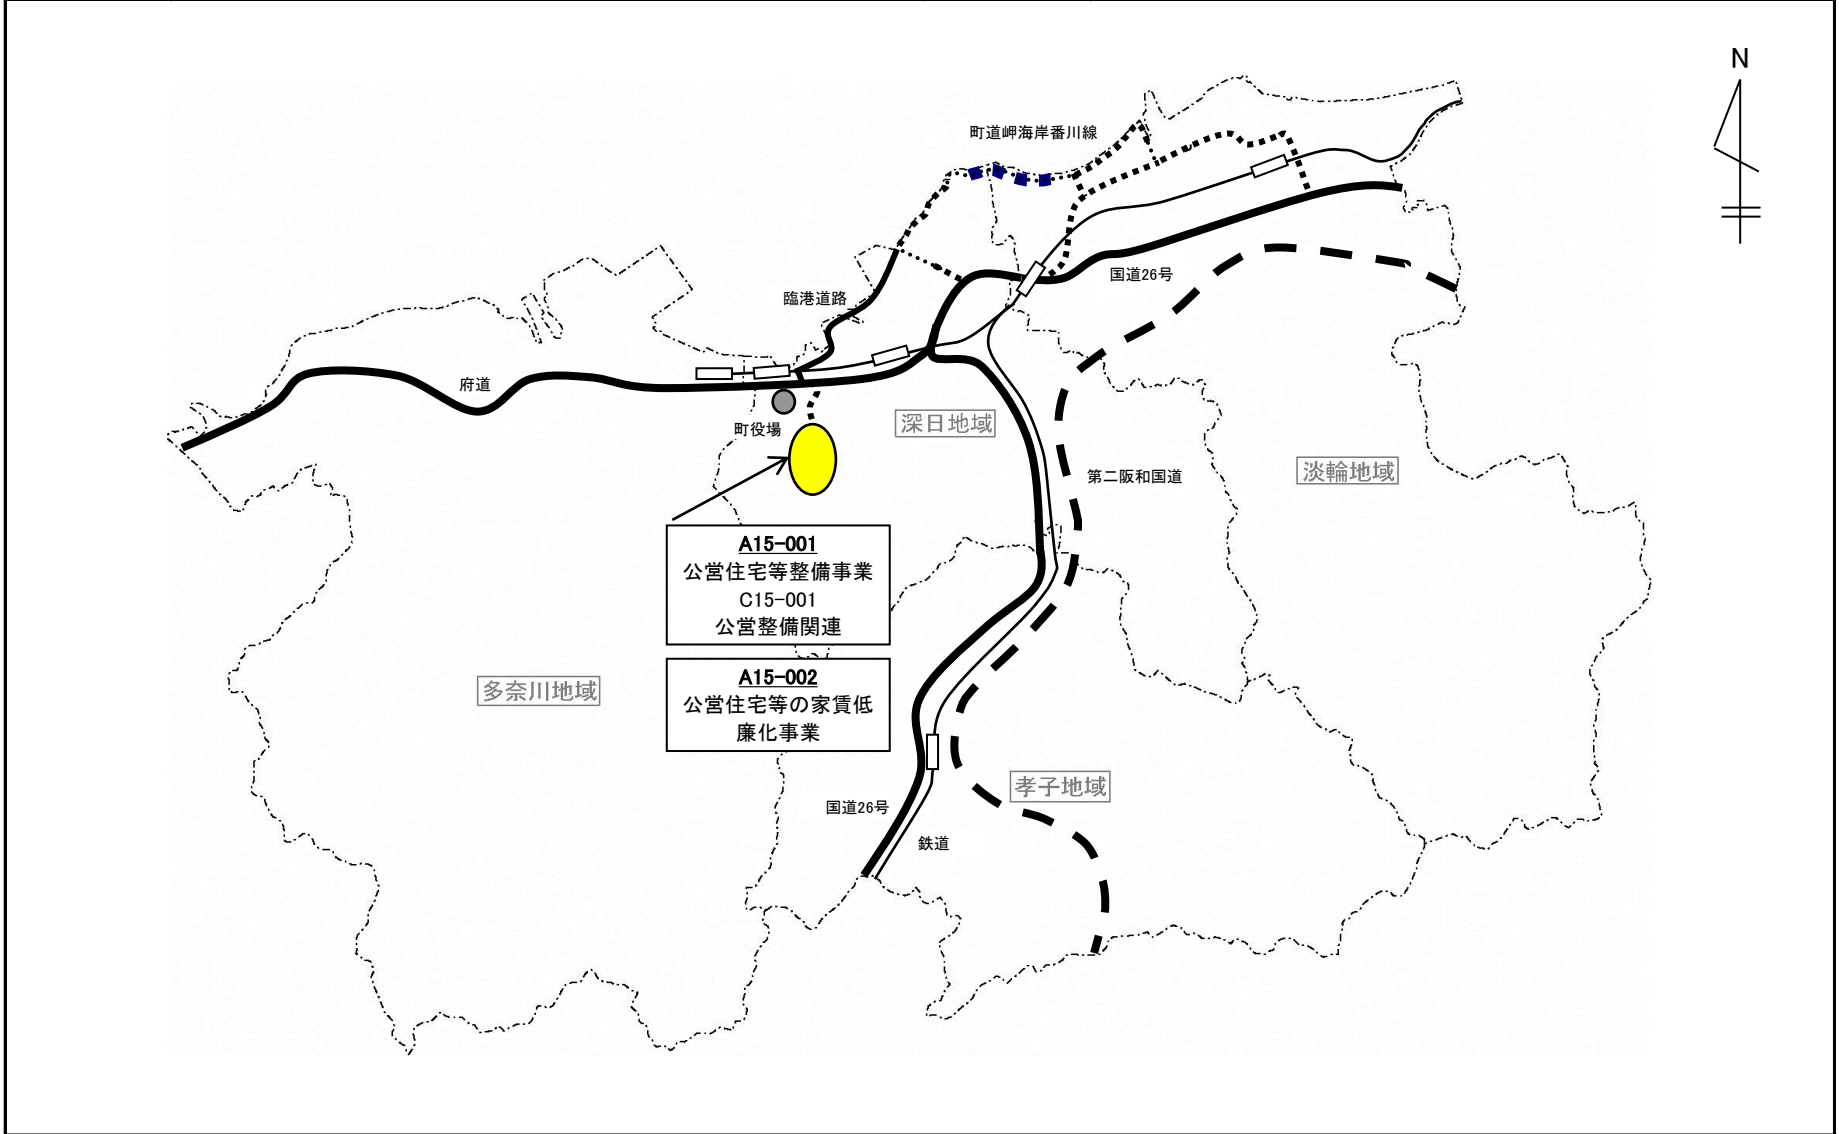 N
町道岬海岸番川線
国道26号
臨港道路
府道
町役場
深日地域
淡輪地域
第二阪和国道
A15-001
公営住宅等整備事業
C15-001
公営整備関連
A15-002
公営住宅等の家賃低
廉化事業
多奈川地域
孝子地域
国道26号
鉄道